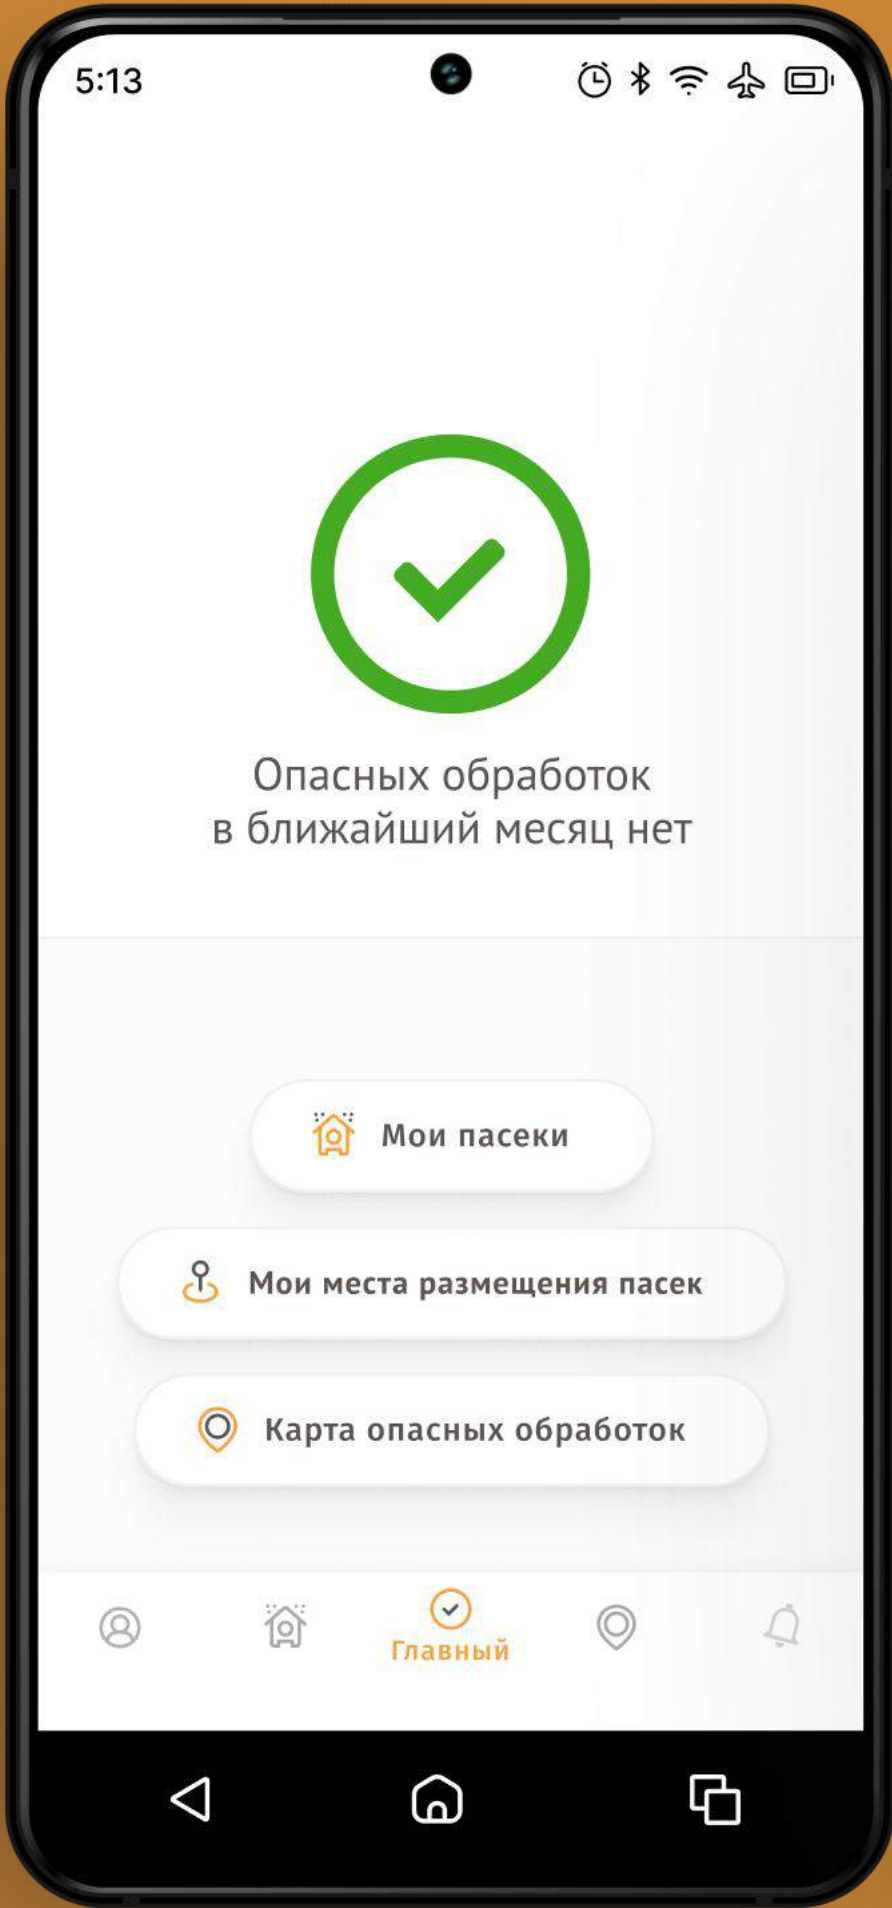 5:13
Опасных обработок
в ближайший месяц нет
Мои пасеки
Мои места размещения пасек
Карта опасных обработок
Главный